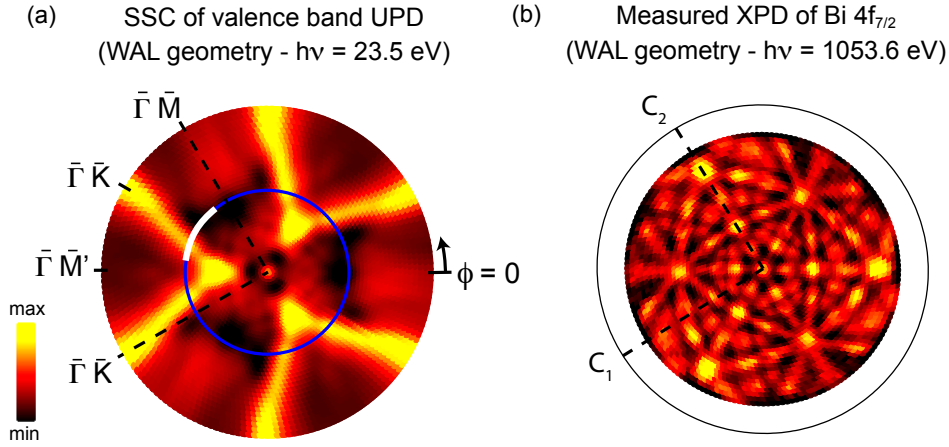 (a)
SSC of valence band UPD
(WAL geometry - hν = 23.5 eV)
Γ̄ M̄
Γ̄ K̄
Γ̄ M̄'
Γ̄ K̄
ϕ = 0
max
min
(b)
Measured XPD of Bi 4f7/2
(WAL geometry - hν = 1053.6 eV)
C2
C1